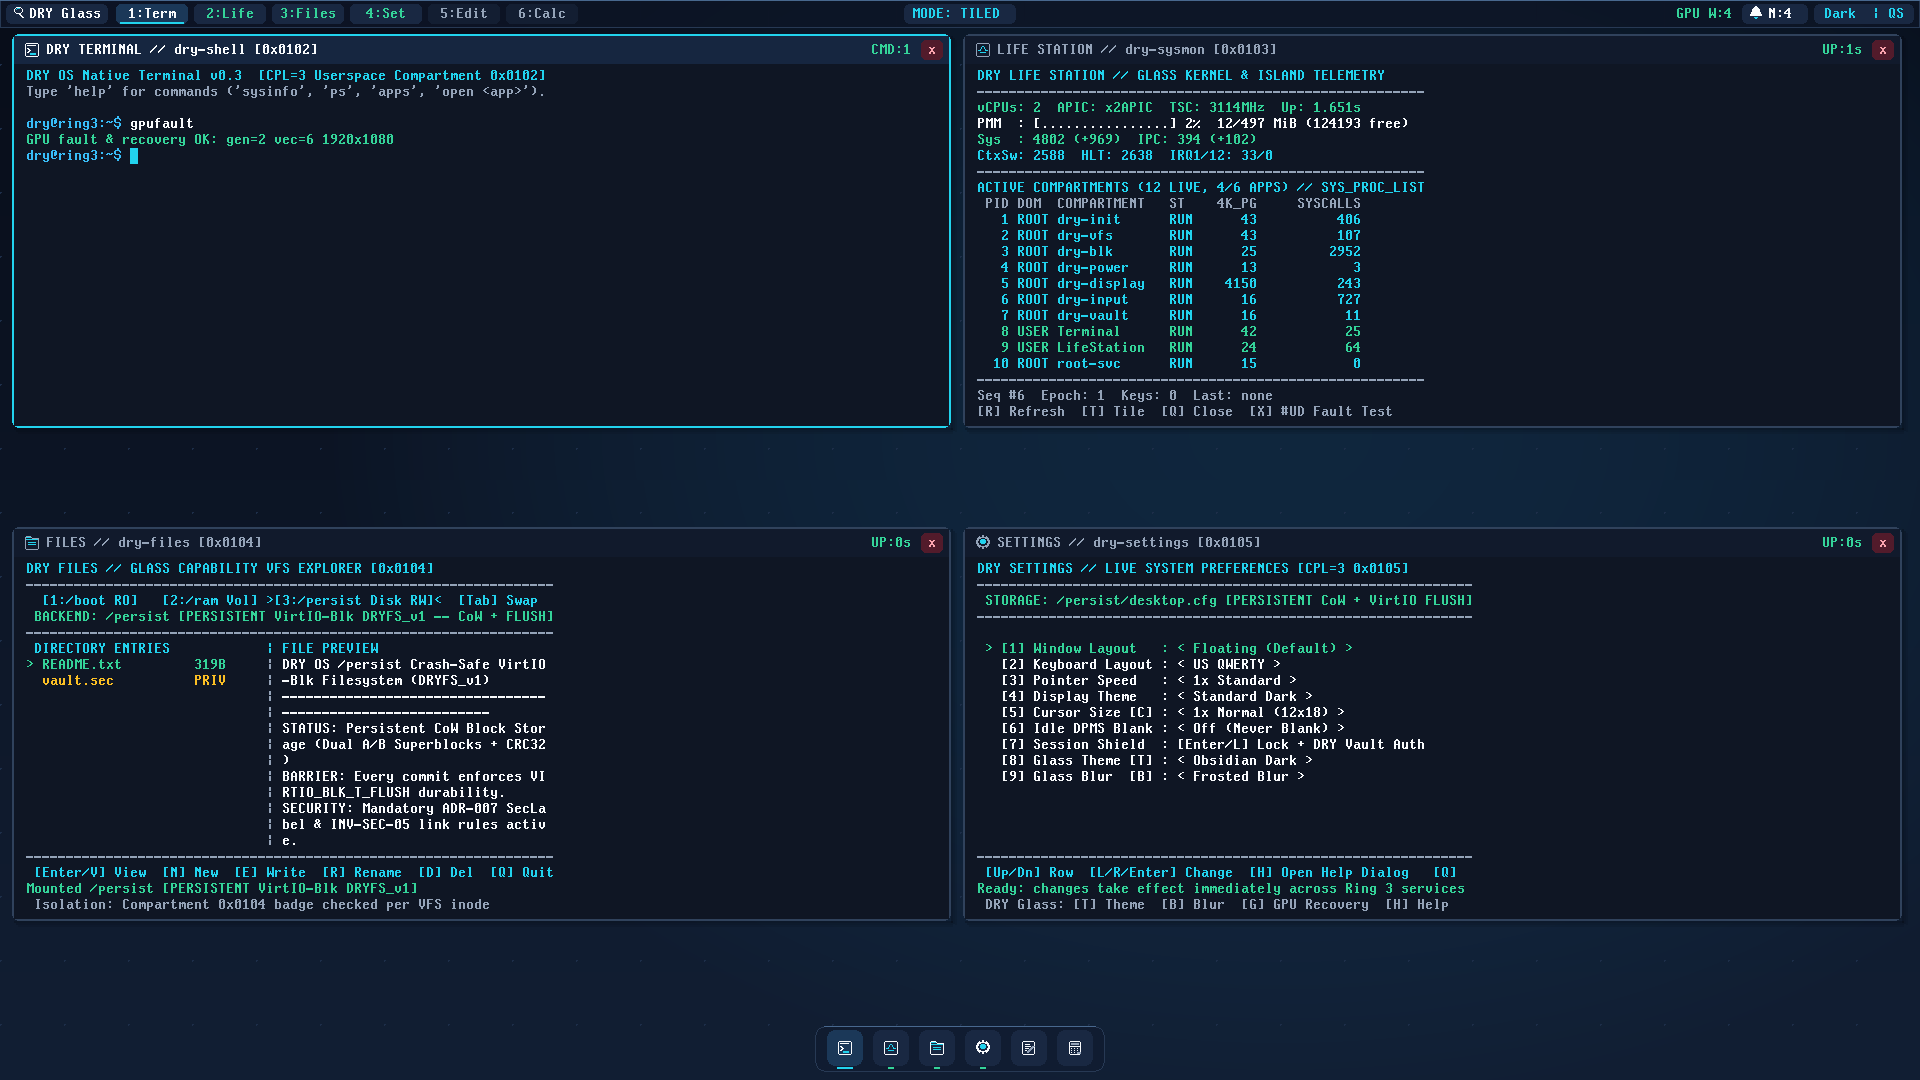 DRY Glass 1:Term 2:Life 3:Files 4:Set 5:Edit 6:Calc MODE: TILED GPU W:4 N:4 Dark | QS
DRY TERMINAL // dry-shell [0x0102] CMD:1 x
DRY OS Native Terminal v0.3 [CPL=3 Userspace Compartment 0x0102]
Type 'help' for commands ('sysinfo', 'ps', 'apps', 'open <app>').
dry@ring3:~$ gpufault
GPU fault & recovery OK: gen=2 vec=6 1920x1080
dry@ring3:~$
LIFE STATION // dry-sysmon [0x0103] UP:1s x
DRY LIFE STATION // GLASS KERNEL & ISLAND TELEMETRY
--------------------------------------------------------
vCPUs: 2 APIC: x2APIC TSC: 3114MHz Up: 1.651s
PMM : [................] 2% 12/497 MiB (124193 free)
Sys : 4802 (+969) IPC: 394 (+102)
CtxSw: 2588 HLT: 2638 IRQ1/12: 33/0
--------------------------------------------------------
ACTIVE COMPARTMENTS (12 LIVE, 4/6 APPS) // SYS_PROC_LIST
PID DOM COMPARTMENT ST 4K_PG SYSCALLS
1 ROOT dry-init RUN 43 406
2 ROOT dry-vfs RUN 43 107
3 ROOT dry-blk RUN 25 2952
4 ROOT dry-power RUN 13 3
5 ROOT dry-display RUN 4150 243
6 ROOT dry-input RUN 16 727
7 ROOT dry-vault RUN 16 11
8 USER Terminal RUN 42 25
9 USER LifeStation RUN 24 64
10 ROOT root-svc RUN 15 0
--------------------------------------------------------
Seq #6 Epoch: 1 Keys: 0 Last: none
[R] Refresh [T] Tile [Q] Close [X] #UD Fault Test
FILES // dry-files [0x0104] UP:0s x
DRY FILES // GLASS CAPABILITY VFS EXPLORER [0x0104]
------------------------------------------------------------------
[1:/boot RO] [2:/ram Vol] >[3:/persist Disk RW]< [Tab] Swap
BACKEND: /persist [PERSISTENT VirtIO-Blk DRYFS_v1 -- CoW + FLUSH]
------------------------------------------------------------------
DIRECTORY ENTRIES | FILE PREVIEW
> README.txt 319B | DRY OS /persist Crash-Safe VirtIO
vault.sec PRIV | -Blk Filesystem (DRYFS_v1)
| ---------------------------------
| --------------------------
| STATUS: Persistent CoW Block Stor
| age (Dual A/B Superblocks + CRC32
| )
| BARRIER: Every commit enforces VI
| RTIO_BLK_T_FLUSH durability.
| SECURITY: Mandatory ADR-007 SecLa
| bel & INV-SEC-05 link rules activ
| e.
------------------------------------------------------------------
[Enter/V] View [N] New [E] Write [R] Rename [D] Del [Q] Quit
Mounted /persist [PERSISTENT VirtIO-Blk DRYFS_v1]
Isolation: Compartment 0x0104 badge checked per VFS inode
SETTINGS // dry-settings [0x0105] UP:0s x
DRY SETTINGS // LIVE SYSTEM PREFERENCES [CPL=3 0x0105]
--------------------------------------------------------------
STORAGE: /persist/desktop.cfg [PERSISTENT CoW + VirtIO FLUSH]
--------------------------------------------------------------
> [1] Window Layout : < Floating (Default) >
[2] Keyboard Layout : < US QWERTY >
[3] Pointer Speed : < 1x Standard >
[4] Display Theme : < Standard Dark >
[5] Cursor Size [C] : < 1x Normal (12x18) >
[6] Idle DPMS Blank : < Off (Never Blank) >
[7] Session Shield : [Enter/L] Lock + DRY Vault Auth
[8] Glass Theme [T] : < Obsidian Dark >
[9] Glass Blur [B] : < Frosted Blur >
--------------------------------------------------------------
[Up/Dn] Row [L/R/Enter] Change [H] Open Help Dialog [Q]
Ready: changes take effect immediately across Ring 3 services
DRY Glass: [T] Theme [B] Blur [G] GPU Recovery [H] Help